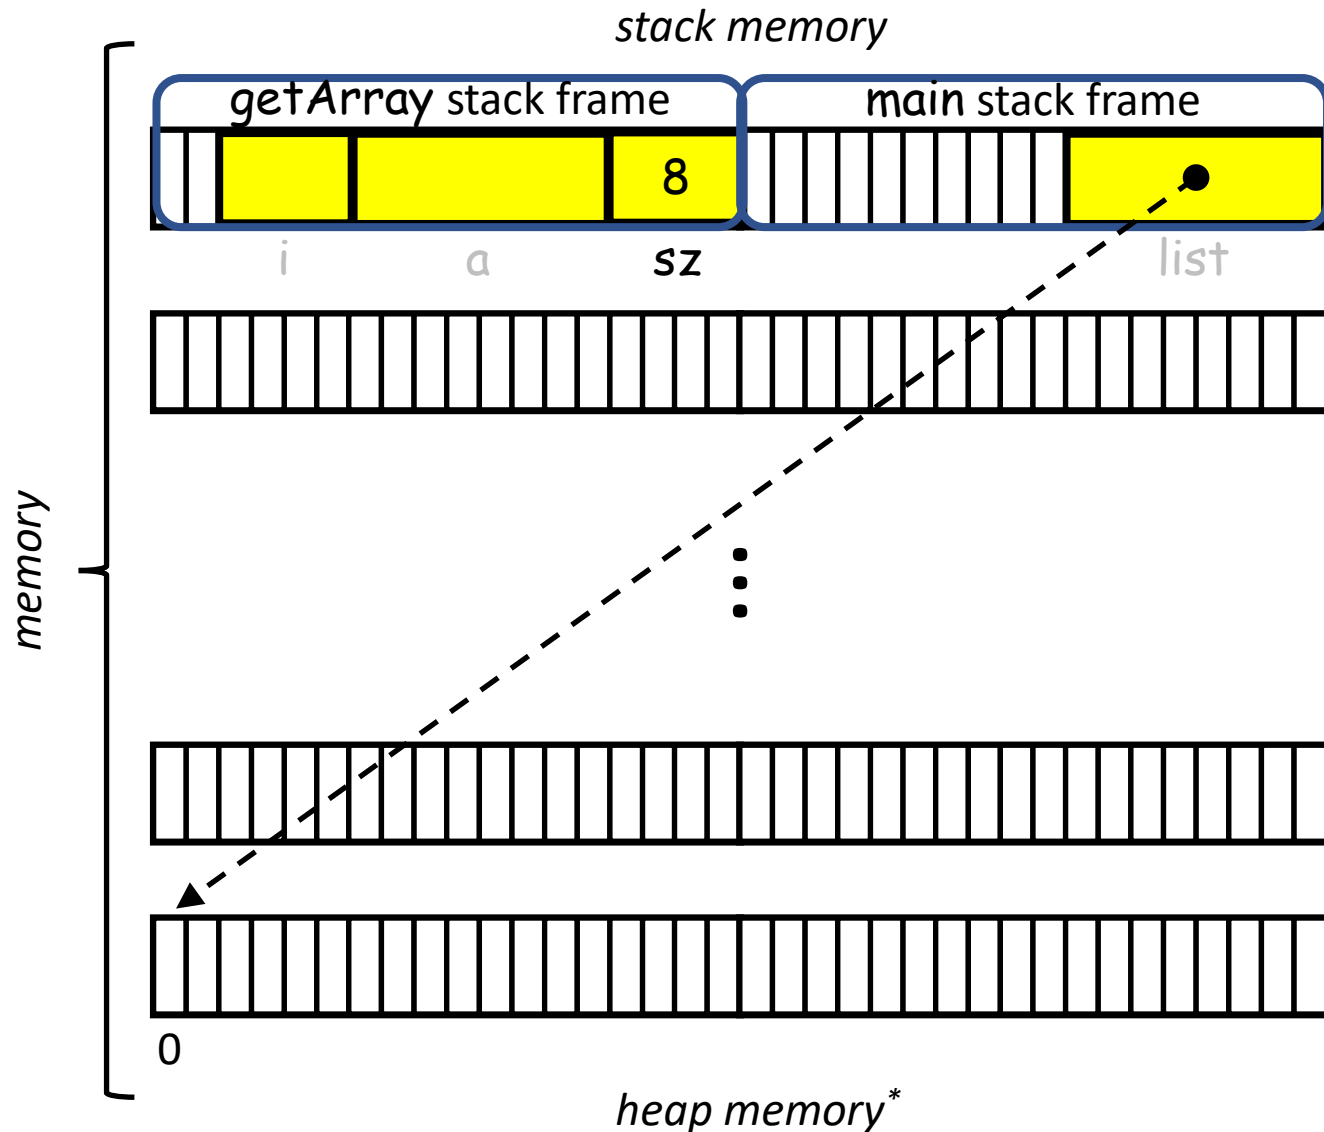 stack memory
getArray stack frame
main stack frame
8
i
a
sz
list
memory
0
heap memory*